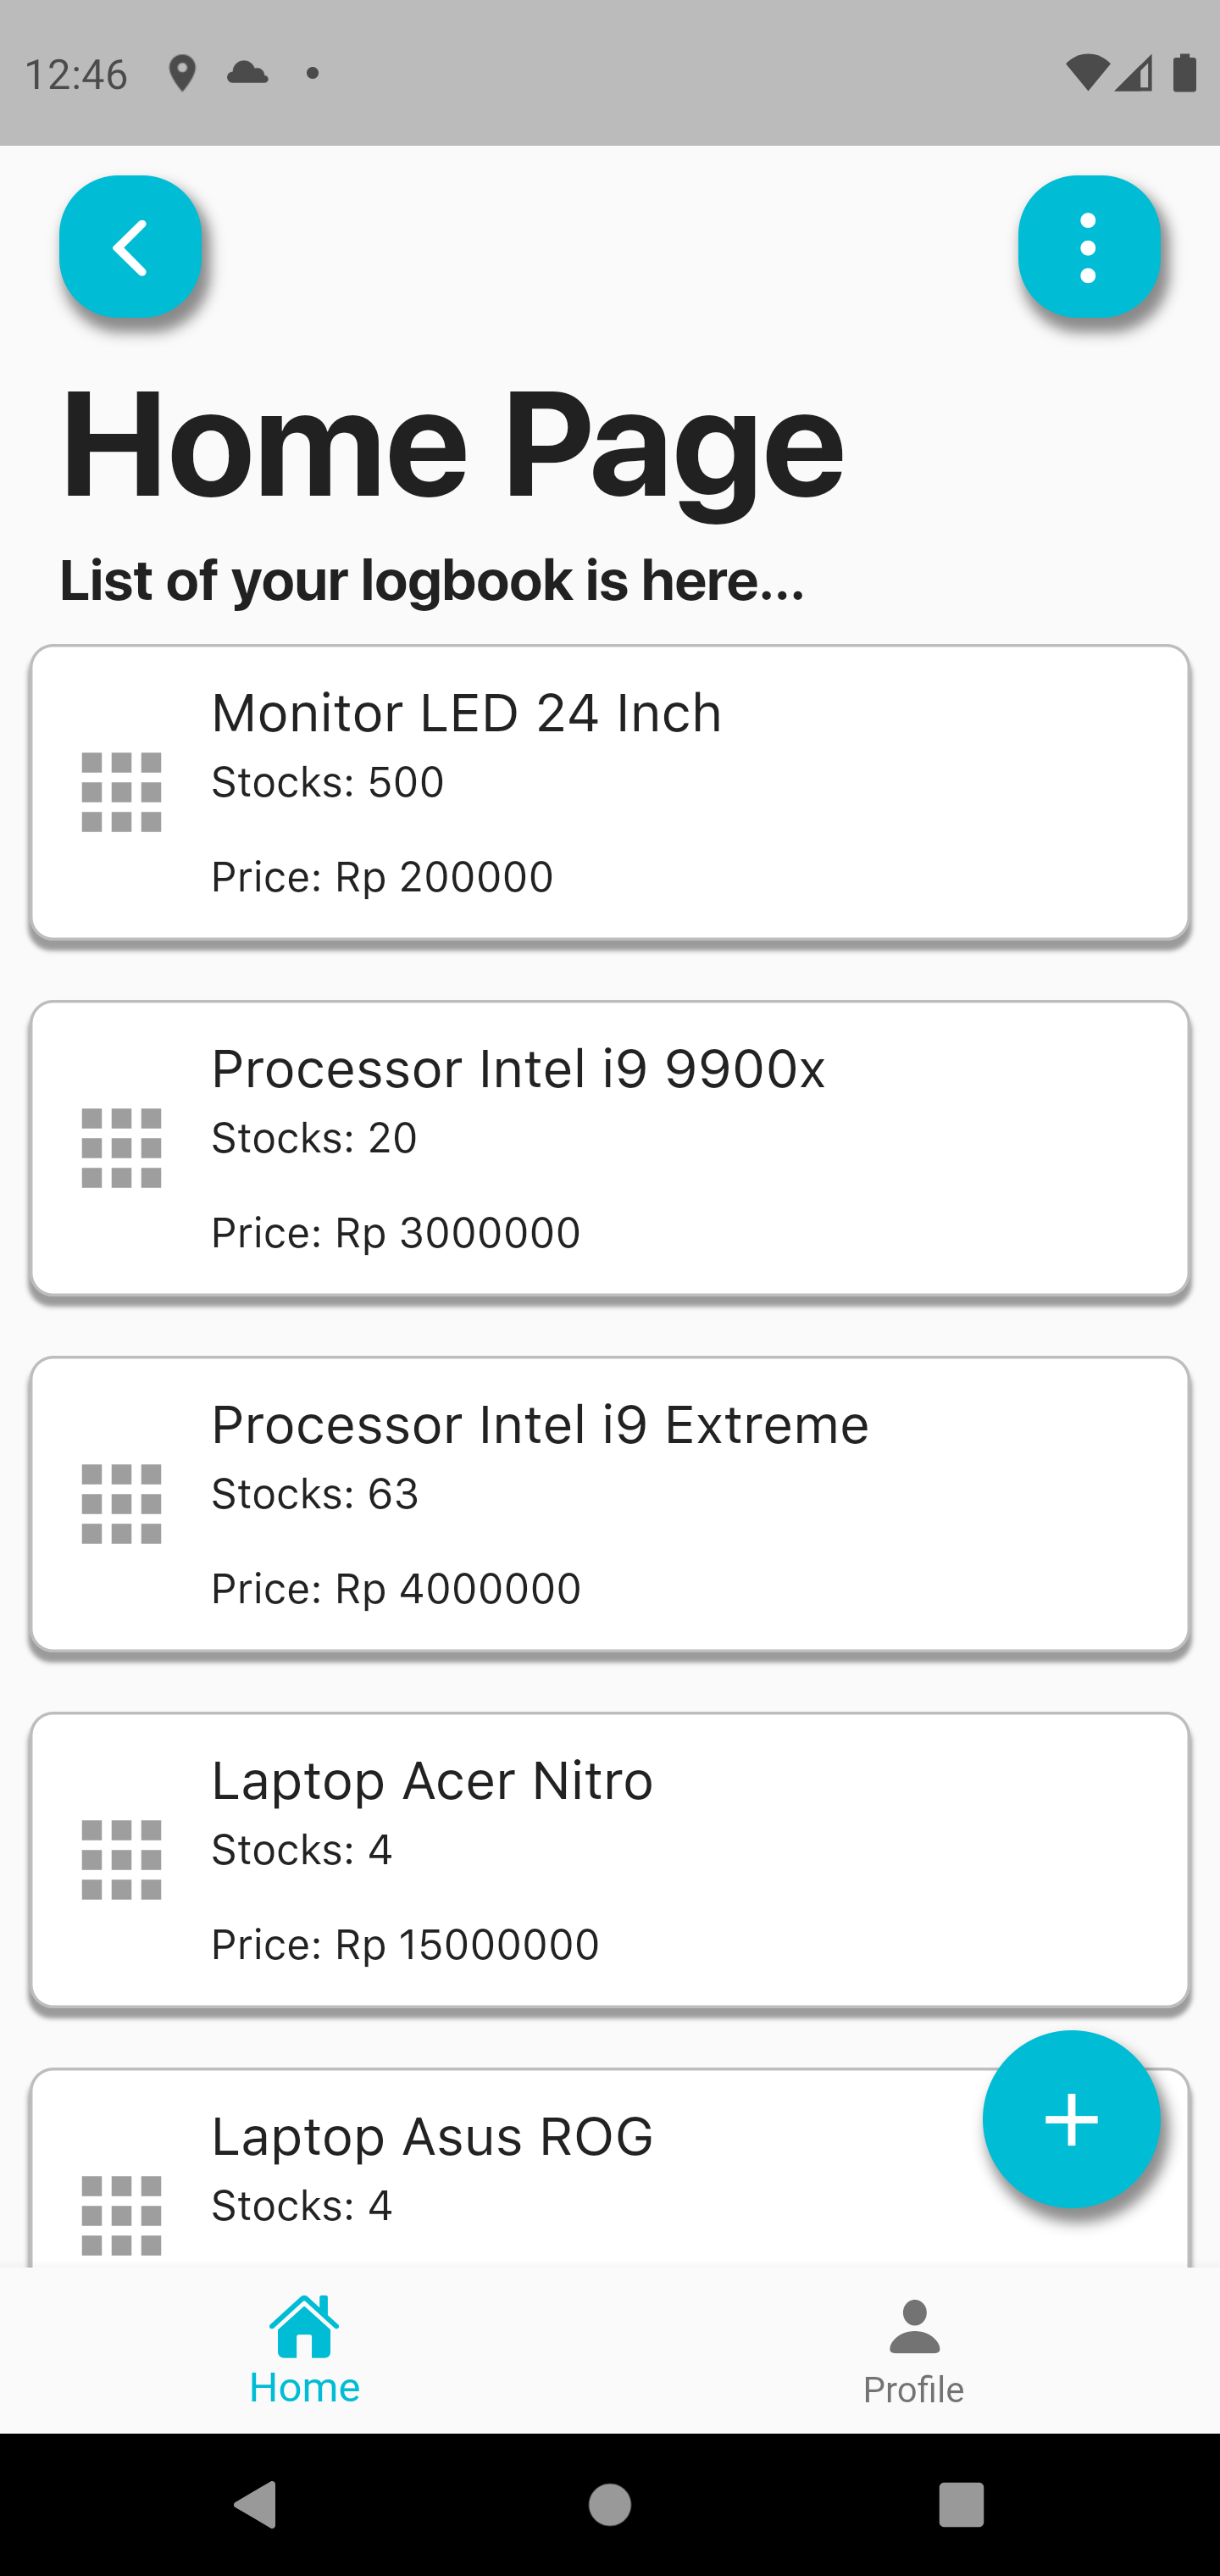 12:46
Home Page
List of your logbook is here...
Monitor LED 24 Inch
Stocks: 500
Price: Rp 200000
Processor Intel i9 9900x
Stocks: 20
Price: Rp 3000000
Processor Intel i9 Extreme
Stocks: 63
Price: Rp 4000000
Laptop Acer Nitro
Stocks: 4
Price: Rp 15000000
Laptop Asus ROG
Stocks: 4
Home
Profile